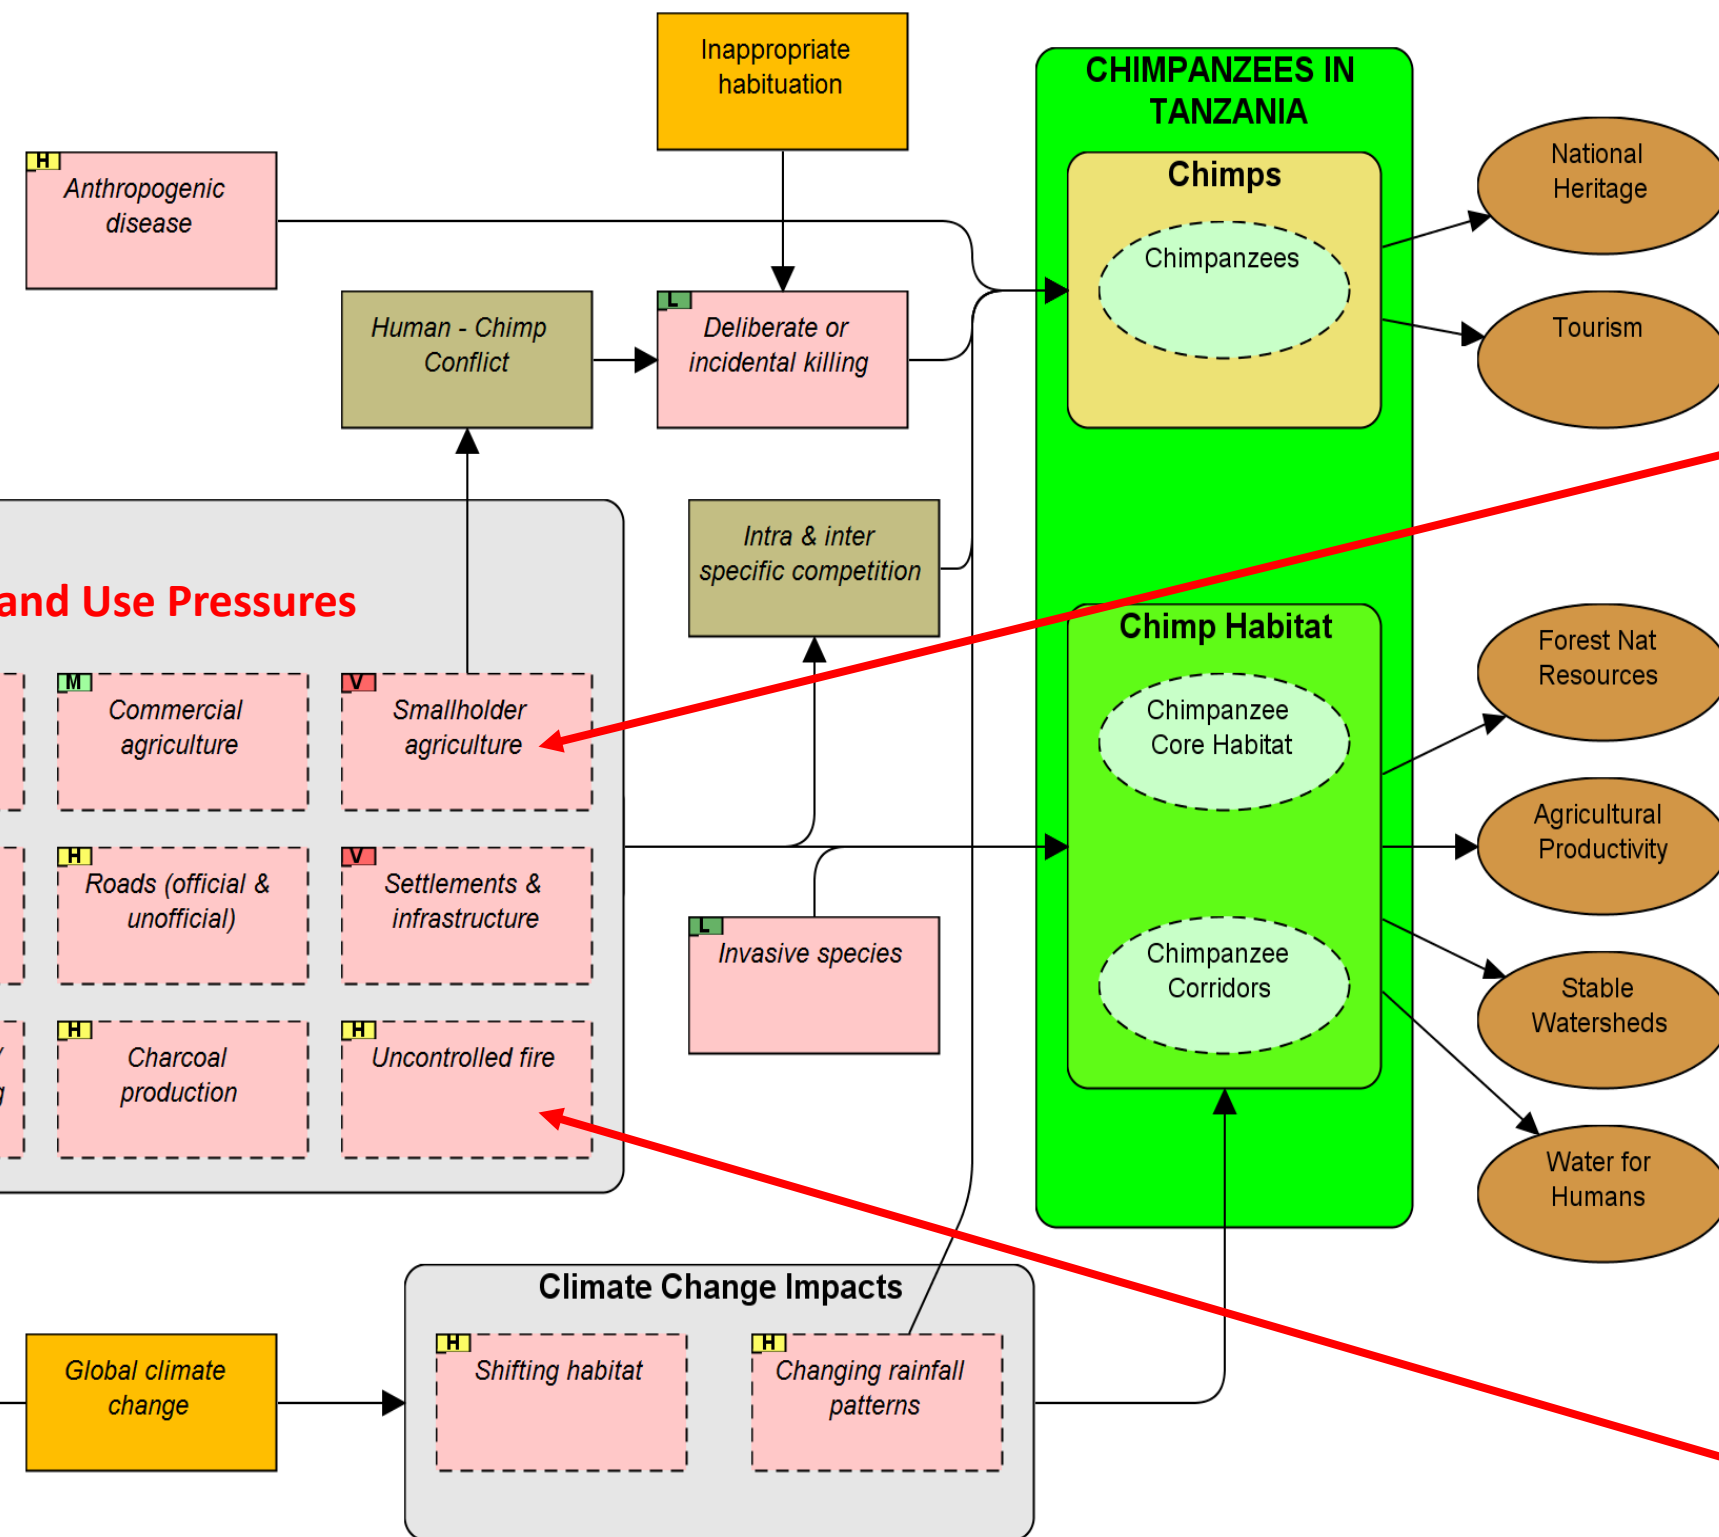 Inappropriate
habituation
CHIMPANZEES IN
TANZANIA
H
Anthropogenic
disease
Chimps
Chimpanzees
National
Heritage
Human - Chimp
Conflict
L
Deliberate or
incidental killing
Tourism
Intra & inter
specific competition
and Use Pressures
Chimp Habitat
Forest Nat
Resources
M
Commercial
agriculture
V
Smallholder
agriculture
Chimpanzee
Core Habitat
Agricultural
Productivity
H
Roads (official &
unofficial)
V
Settlements &
infrastructure
L
Invasive species
Chimpanzee
Corridors
Stable
Watersheds
/
g
H
Charcoal
production
H
Uncontrolled fire
Water for
Humans
Climate Change Impacts
Global climate
change
H
Shifting habitat
H
Changing rainfall
patterns